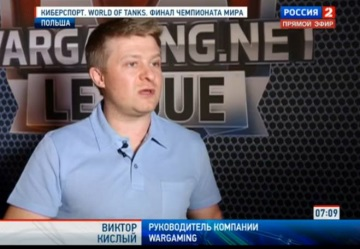 КИБЕРСПОРТ. WORLD OF TANKS. ФИНАЛ ЧЕМПИОНАТА МИРА
ПОЛЬША
РОССИЯ 2
ПРЯМОЙ ЭФИР
WARGAMING.NET
LEAGUE
07:09
ВИКТОР
КИСЛЫЙ
РУКОВОДИТЕЛЬ КОМПАНИИ
WARGAMING